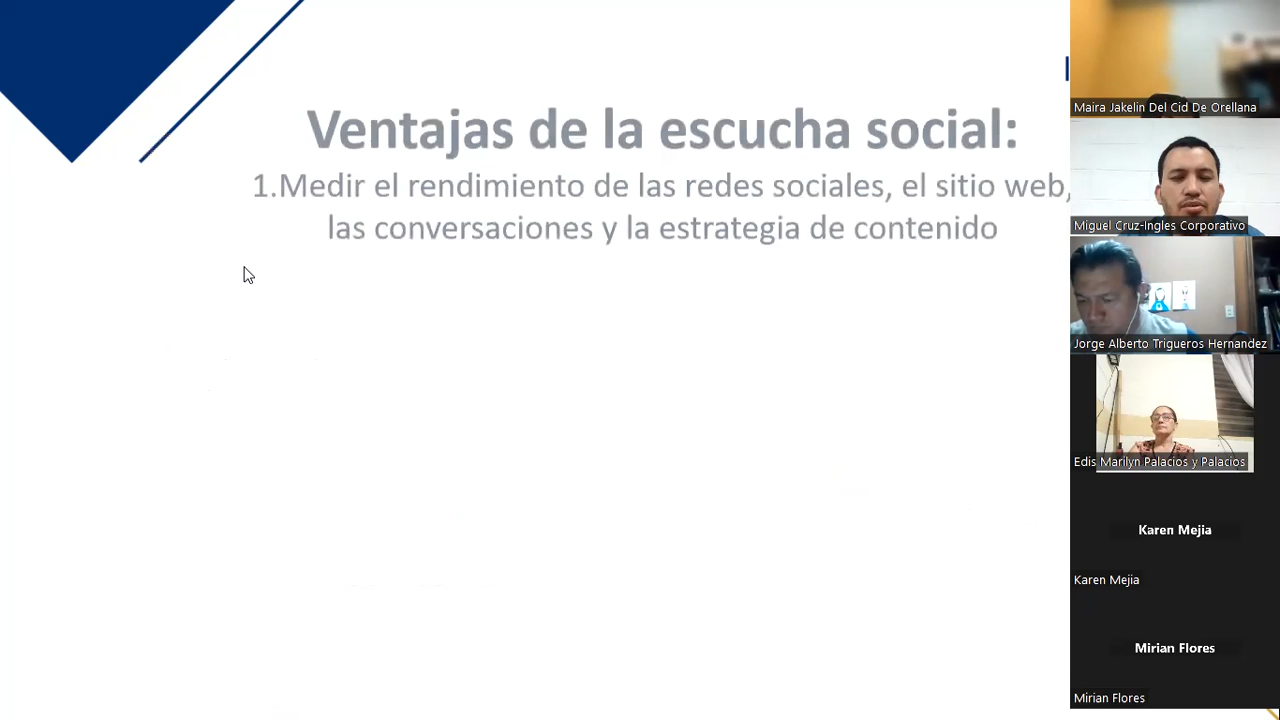 Ventajas de la escucha social:
1.Medir el rendimiento de las redes sociales, el sitio web,
las conversaciones y la estrategia de contenido
Maira Jakelin Del Cid De Orellana
Miguel Cruz-Ingles Corporativo
Jorge Alberto Trigueros Hernandez
Edis Marilyn Palacios y Palacios
Karen Mejia
Karen Mejia
Mirian Flores
Mirian Flores